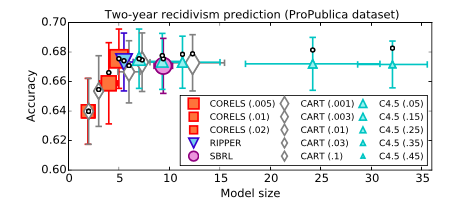 Two-year recidivism prediction (ProPublica dataset)
0.70
0.68
0.66
0.64
0.62
0.60
Accuracy
CORELS (.005)
CORELS (.01)
CORELS (.02)
RIPPER
SBRL
CART (.001)
CART (.003)
CART (.01)
CART (.03)
CART (.1)
C4.5 (.05)
C4.5 (.15)
C4.5 (.25)
C4.5 (.35)
C4.5 (.45)
0 5 10 15 20 25 30 35
Model size